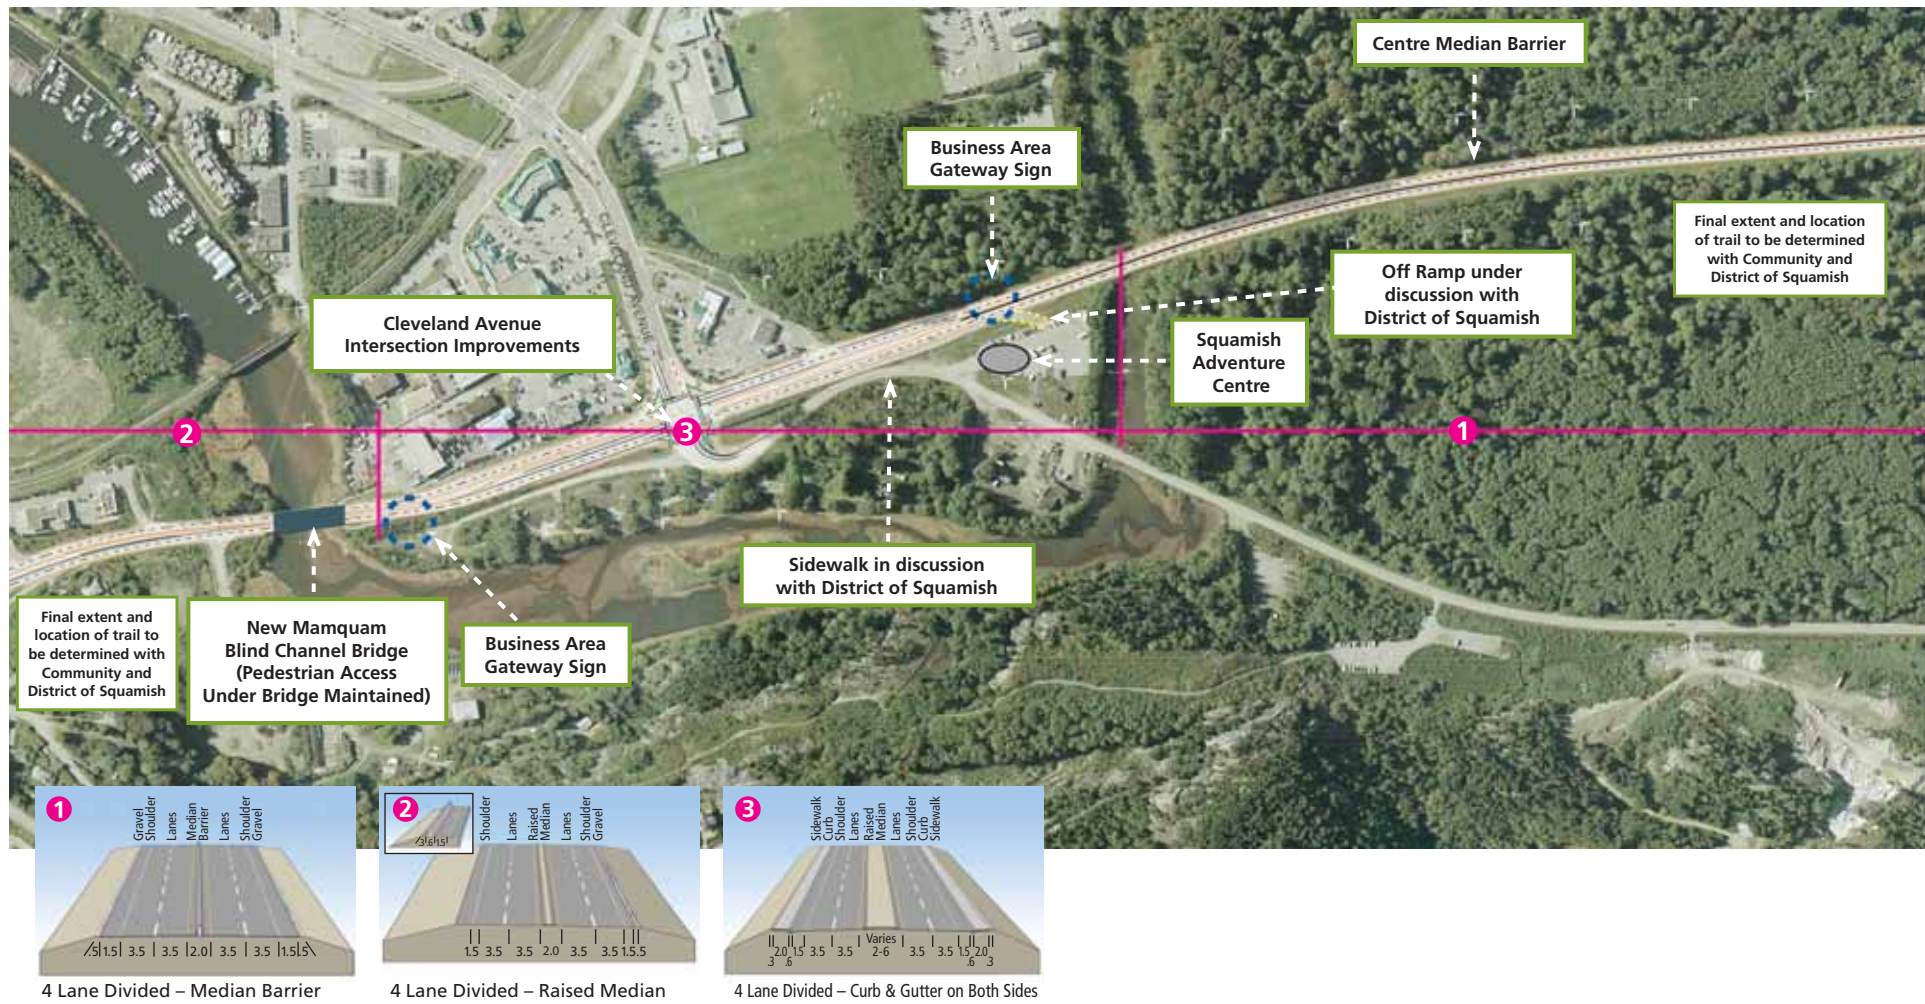 Centre Median Barrier
Business Area
Gateway Sign
Final extent and location
of trail to be determined
with Community and
District of Squamish
Off Ramp under
discussion with
District of Squamish
Cleveland Avenue
Intersection Improvements
Squamish
Adventure
Centre
CLEVELAND AVENUE
2
3
1
Sidewalk in discussion
with District of Squamish
Final extent and
location of trail to
be determined with
Community and
District of Squamish
New Mamquam
Blind Channel Bridge
(Pedestrian Access
Under Bridge Maintained)
Business Area
Gateway Sign
1
Gravel
Shoulder
Lanes
Median
Barrier
Lanes
Shoulder
Gravel
.5 1.5 3.5 3.5 2.0 3.5 3.5 1.5 .5
4 Lane Divided – Median Barrier
2
Shoulder
Lanes
Raised
Median
Lanes
Shoulder
Gravel
1.5 3.5 3.5 2.0 3.5 3.5 1.5 .5
4 Lane Divided – Raised Median
3
Sidewalk
Curb
Shoulder
Lanes
Raised
Median
Lanes
Shoulder
Curb
Sidewalk
.3 2.0 .6 1.5 3.5 3.5 Varies 2-6 3.5 3.5 1.5 .6 2.0 .3
4 Lane Divided – Curb & Gutter on Both Sides